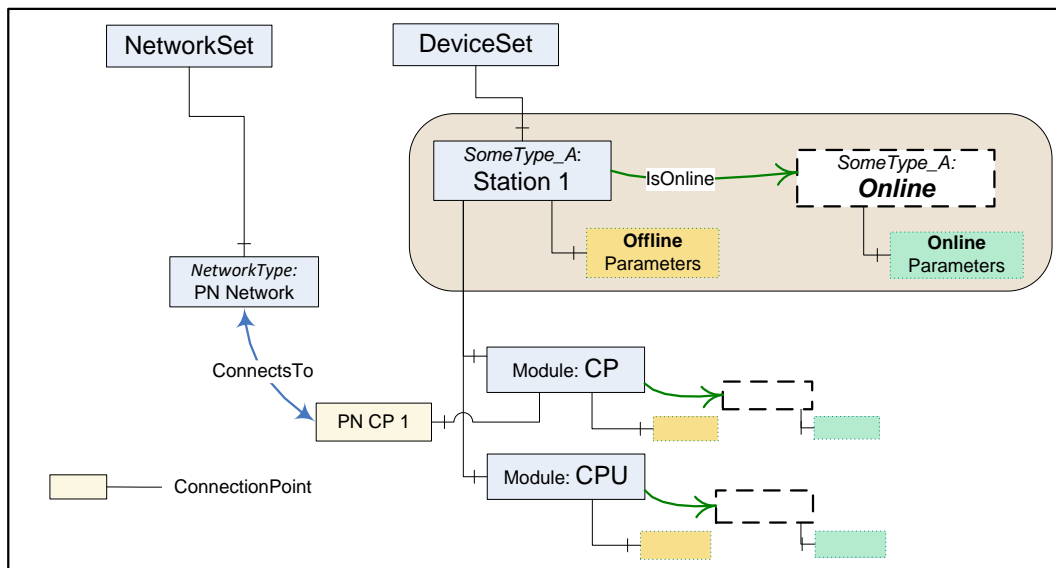 NetworkSet
DeviceSet
SomeType_A:
Station 1
IsOnline
SomeType_A:
Online
Offline
Parameters
Online
Parameters
NetworkType:
PN Network
ConnectsTo
Module: CP
PN CP 1
Module: CPU
ConnectionPoint